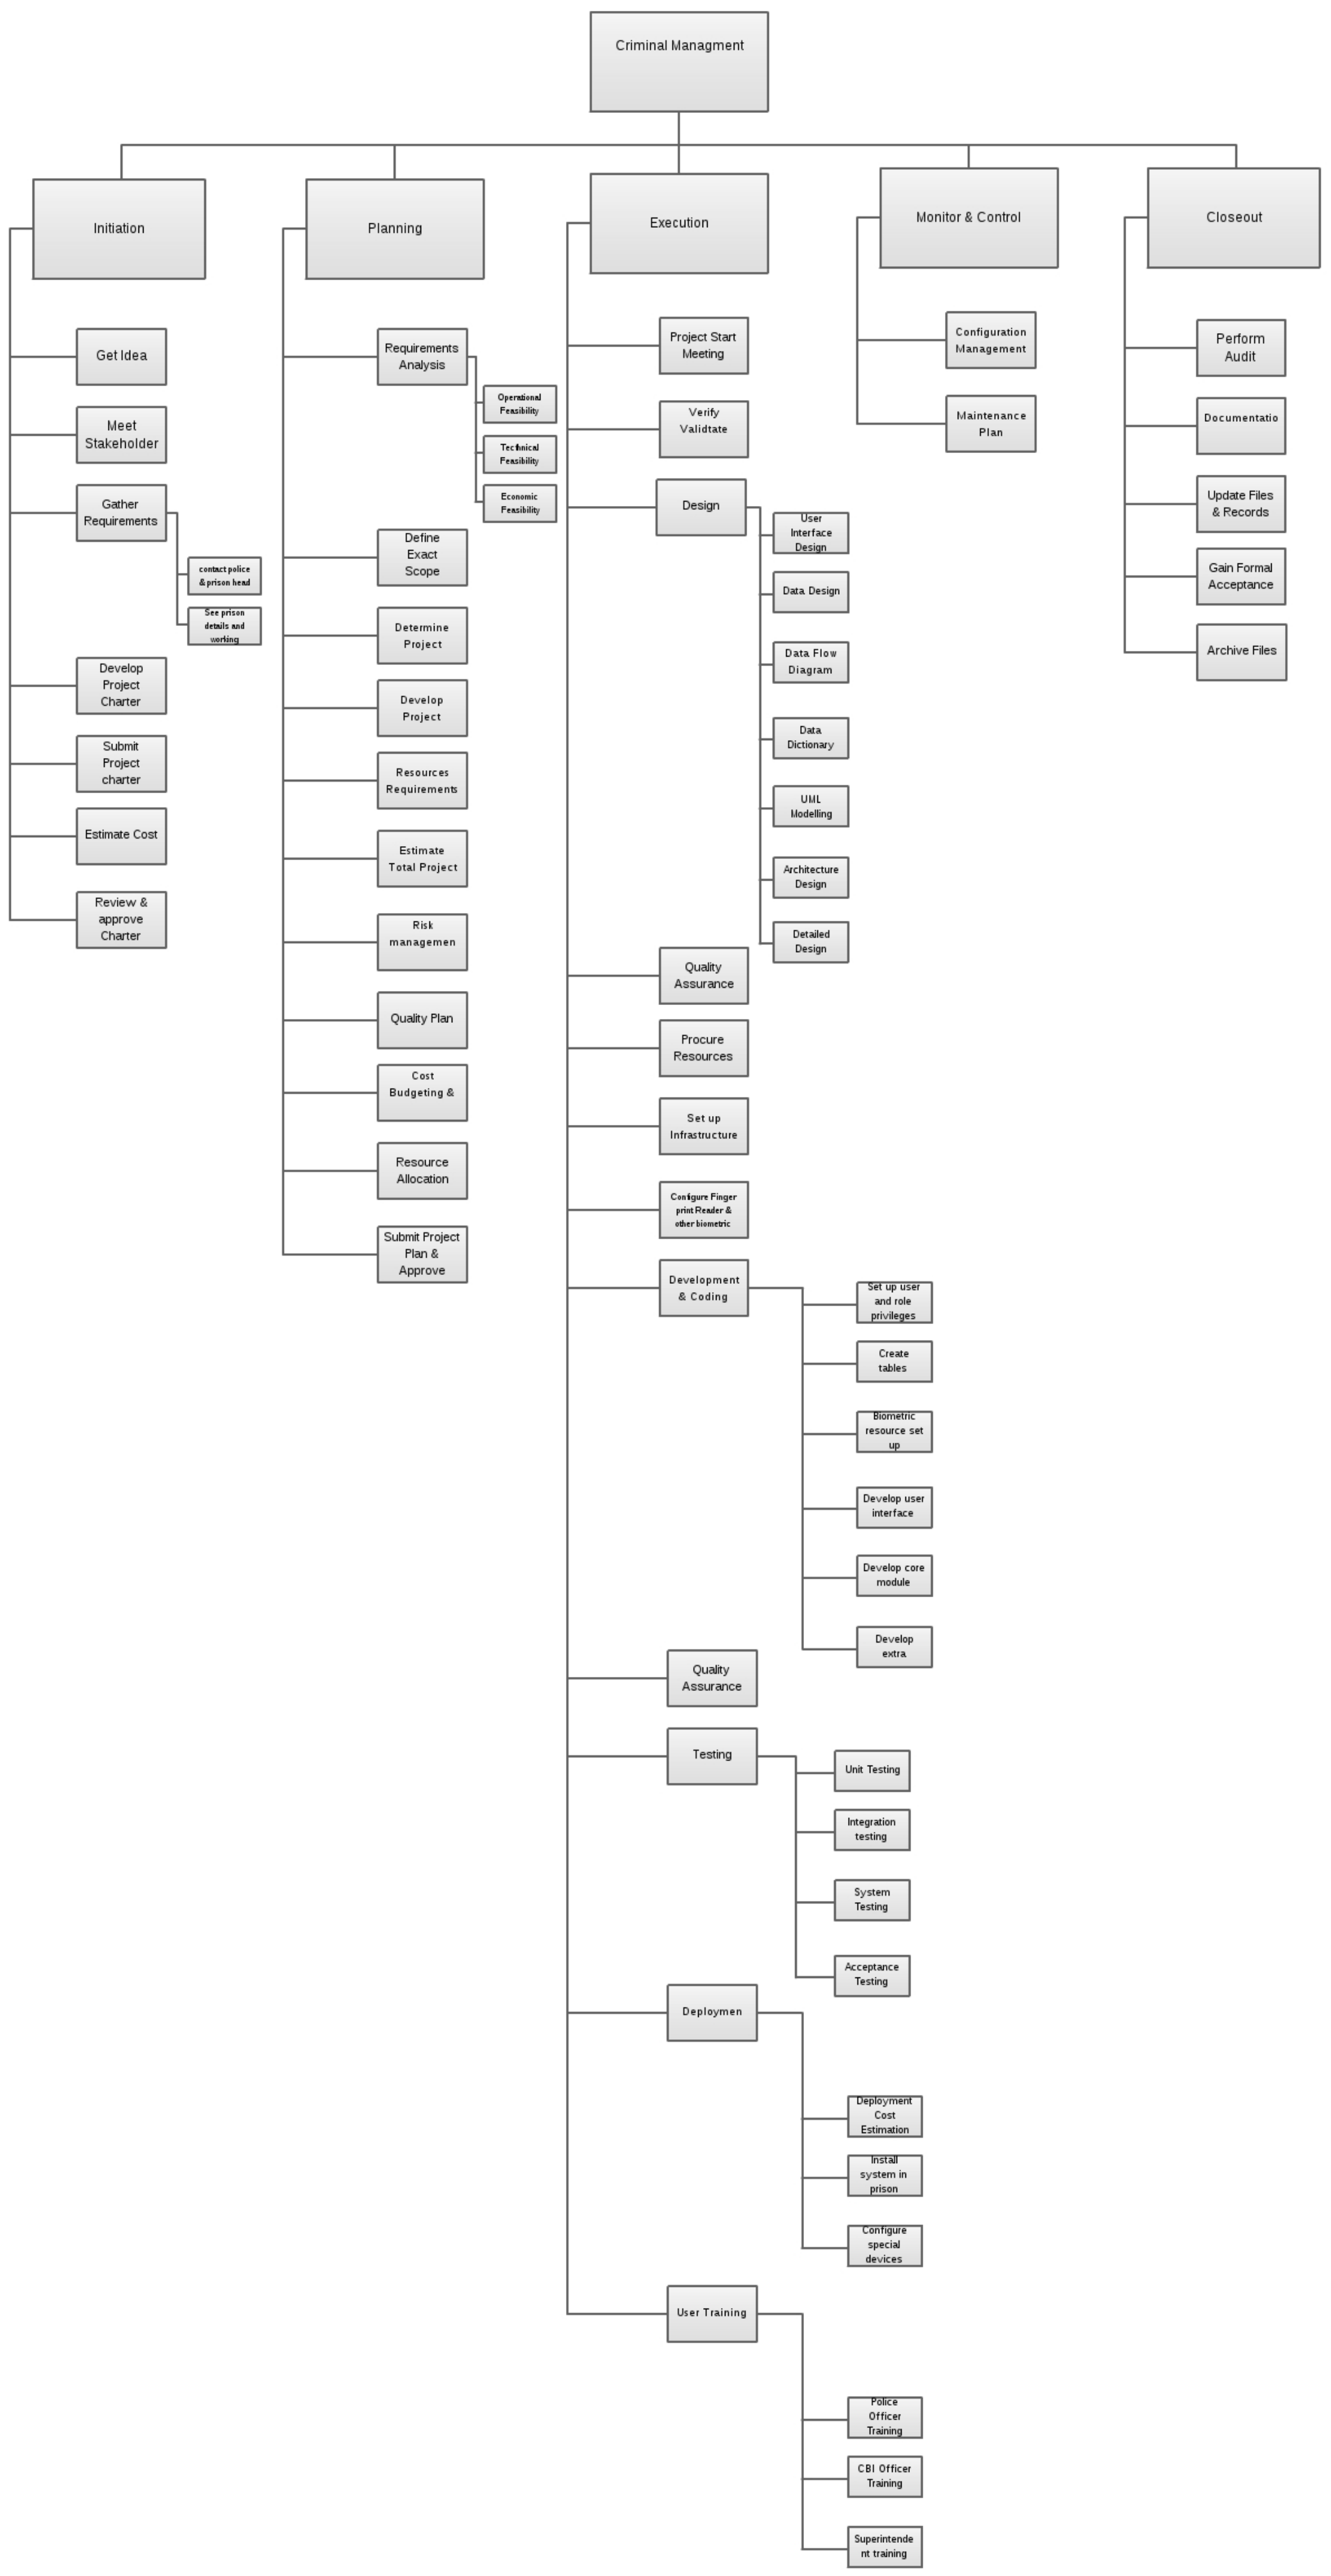 Criminal Managment
Initiation
Get Idea
Meet
Stakeholder
Gather
Requirements
contact police
& prison head
See prison
details and
working
Develop
Project
Charter
Submit
Project
charter
Estimate Cost
Review &
approve
Charter
Planning
Requirements
Analysis
Operational
Feasibility
Technical
Feasibility
Economic
Feasibility
Define
Exact
Scope
Determine
Project
Develop
Project
Resources
Requirements
Estimate
Total Project
Risk
managemen
Quality Plan
Cost
Budgeting &
Resource
Allocation
Submit Project
Plan &
Approve
Execution
Project Start
Meeting
Verify
Validtate
Design
User
Interface
Design
Data Design
Data Flow
Diagram
Data
Dictionary
UML
Modelling
Architecture
Design
Detailed
Design
Quality
Assurance
Procure
Resources
Set up
Infrastructure
Configure Finger
print Reader &
other biometric
Development
& Coding
Set up user
and role
privileges
Create
tables
Biometric
resource set
up
Develop user
interface
Develop core
module
Develop
extra
Quality
Assurance
Testing
Unit Testing
Integration
testing
System
Testing
Acceptance
Testing
Deploymen
Deployment
Cost
Estimation
Install
system in
prison
Configure
special
devices
User Training
Police
Officer
Training
CBI Officer
Training
Superintende
nt training
Monitor & Control
Configuration
Management
Maintenance
Plan
Closeout
Perform
Audit
Documentatio
Update Files
& Records
Gain Formal
Acceptance
Archive Files